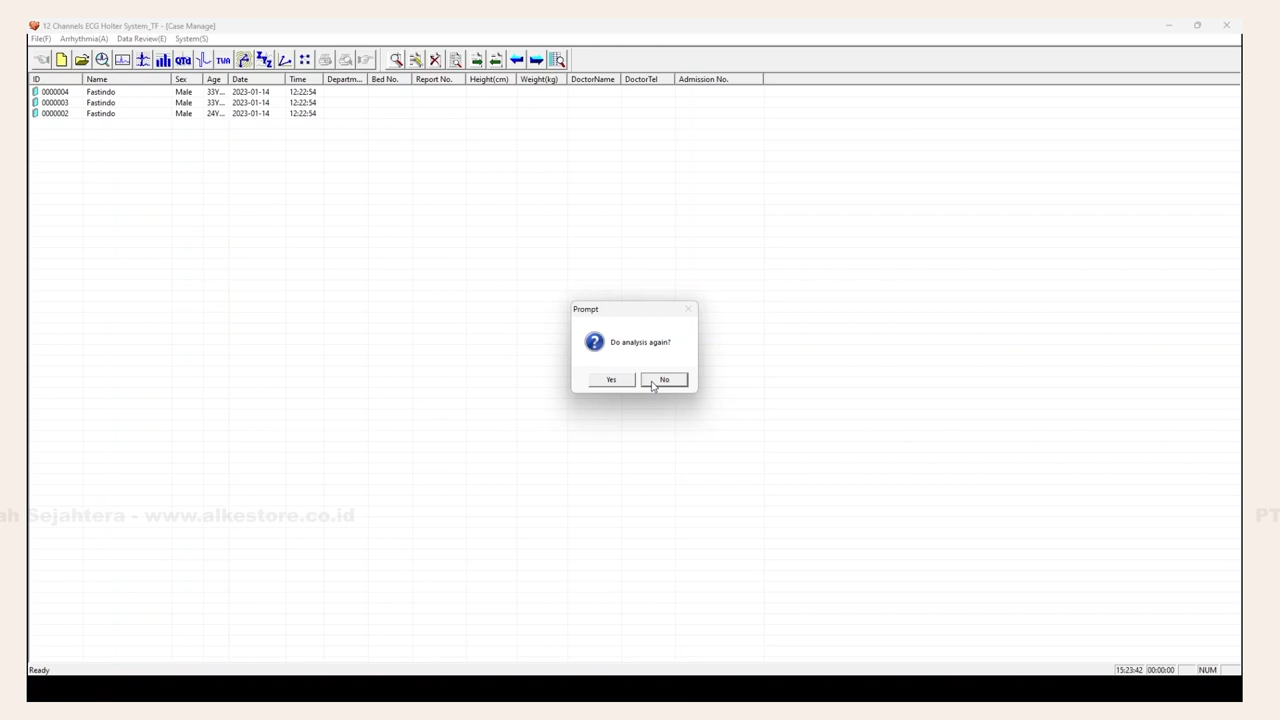 12 Channels ECG Holter System_TF - [Case Manage]
File(F) Arrhythmia(A) Data Review(E) System(S)
QTd TWA
ID Name Sex Age Date Time Departm... Bed No. Report No. Height(cm) Weight(kg) DoctorName DoctorTel Admission No.
0000004 Fastindo Male 33Y... 2023-01-14 12:22:54
0000003 Fastindo Male 33Y... 2023-01-14 12:22:54
0000002 Fastindo Male 24Y... 2023-01-14 12:22:54
Prompt
Do analysis again?
Yes No
ah Sejahtera - www.alkestore.co.id PT
Ready 15:23:42 00:00:00 NUM